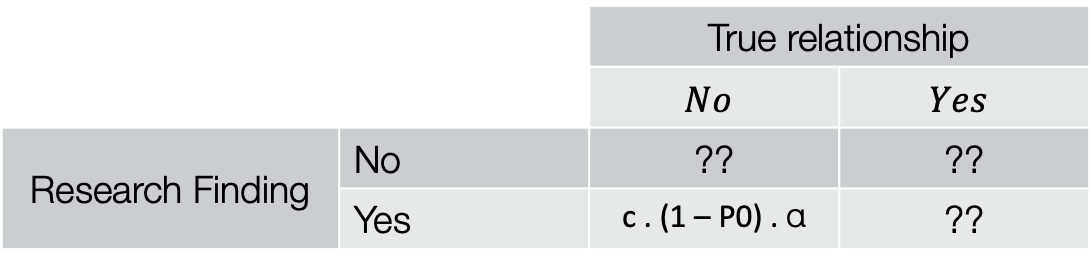 True relationship
No Yes
Research Finding
No ?? ??
Yes c . (1 – P0) . α ??